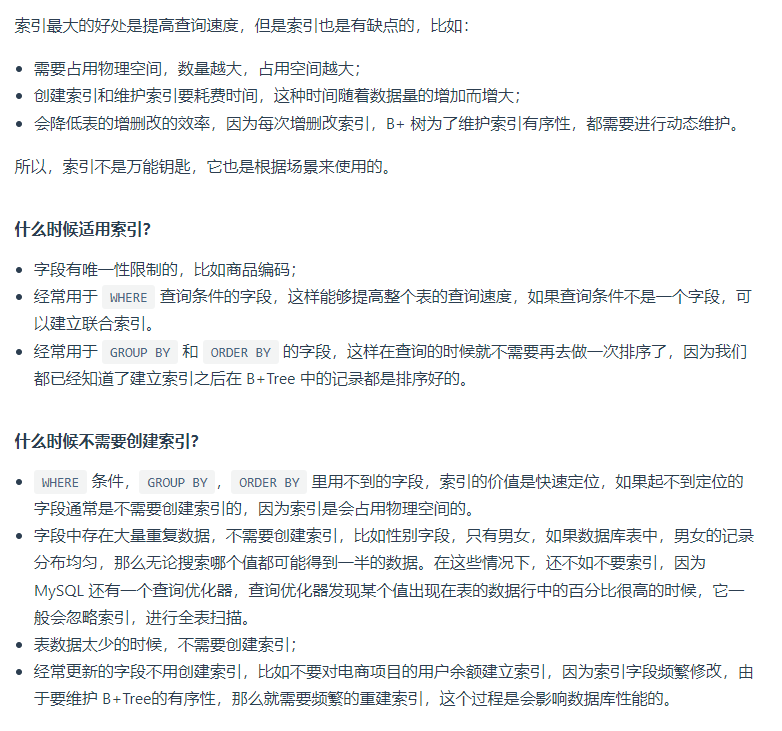 索引最大的好处是提高查询速度，但是索引也是有缺点的，比如：
需要占用物理空间，数量越大，占用空间越大；
创建索引和维护索引要耗费时间，这种时间随着数据量的增加而增大；
会降低表的增删改的效率，因为每次增删改索引，B+ 树为了维护索引有序性，都需要进行动态维护。
所以，索引不是万能钥匙，它也是根据场景来使用的。
什么时候适用索引？
字段有唯一性限制的，比如商品编码；
经常用于 WHERE 查询条件的字段，这样能够提高整个表的查询速度，如果查询条件不是一个字段，可
以建立联合索引。
经常用于 GROUP BY 和 ORDER BY 的字段，这样在查询的时候就不需要再去做一次排序了，因为我们
都已经知道了建立索引之后在 B+Tree 中的记录都是排序好的。
什么时候不需要创建索引？
WHERE 条件，GROUP BY，ORDER BY 里用不到的字段，索引的价值是快速定位，如果起不到定位的
字段通常是不需要创建索引的，因为索引是会占用物理空间的。
字段中存在大量重复数据，不需要创建索引，比如性别字段，只有男女，如果数据库表中，男女的记录
分布均匀，那么无论搜索哪个值都可能得到一半的数据。在这些情况下，还不如不要索引，因为
MySQL 还有一个查询优化器，查询优化器发现某个值出现在表的数据行中的百分比很高的时候，它一
般会忽略索引，进行全表扫描。
表数据太少的时候，不需要创建索引；
经常更新的字段不用创建索引，比如不要对电商项目的用户余额建立索引，因为索引字段频繁修改，由
于要维护 B+Tree的有序性，那么就需要频繁的重建索引，这个过程是会影响数据库性能的。